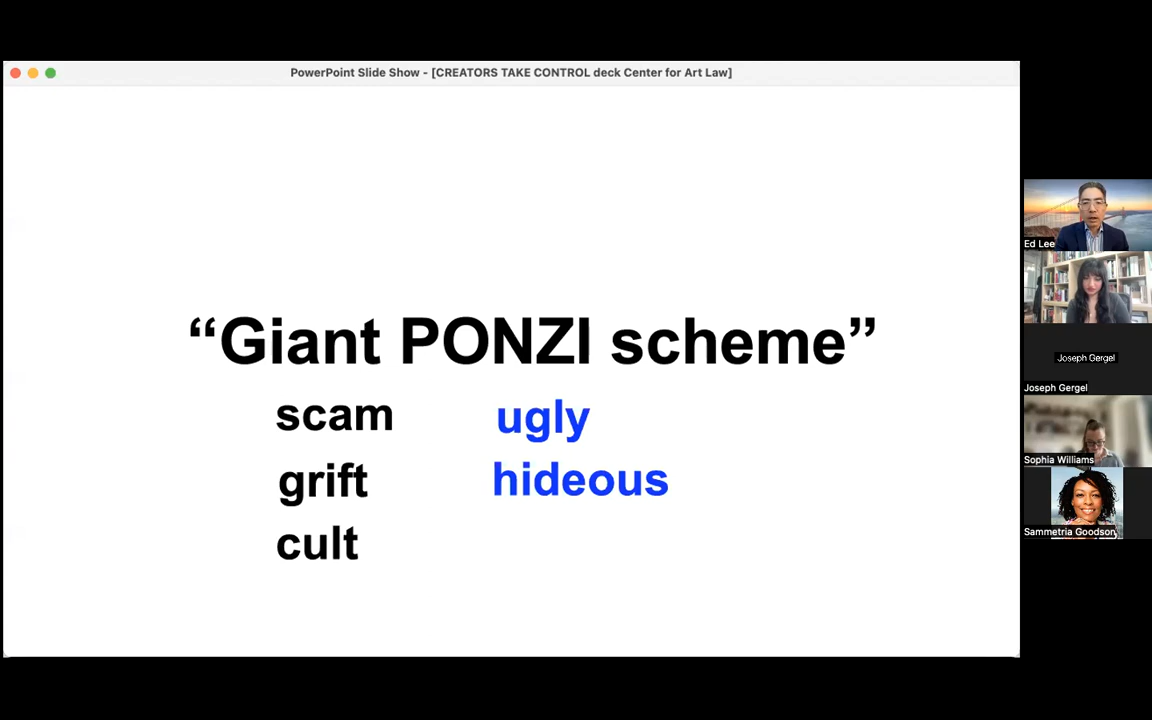 PowerPoint Slide Show - [CREATORS TAKE CONTROL deck Center for Art Law]
“Giant PONZI scheme”
scam
ugly
grift
hideous
cult
Ed Lee
Joseph Gergel
Joseph Gergel
Sophia Williams
Sammetria Goodson